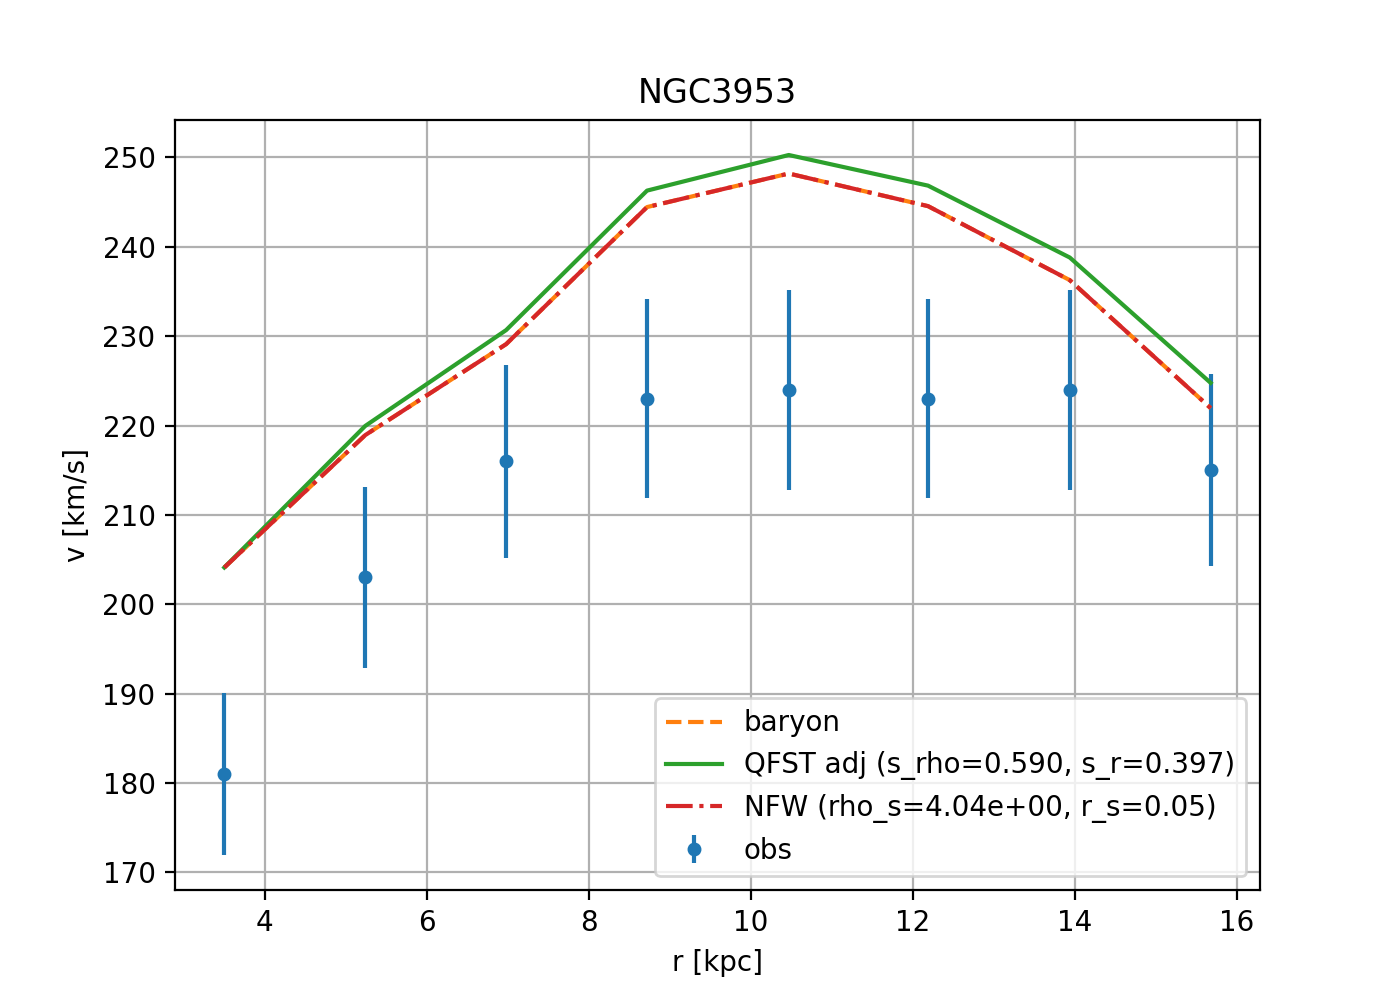 NGC3953
v [km/s]
250
240
230
220
210
200
190
180
170
baryon
QFST adj (s_rho=0.590, s_r=0.397)
NFW (rho_s=4.04e+00, r_s=0.05)
obs
4 6 8 10 12 14 16
r [kpc]